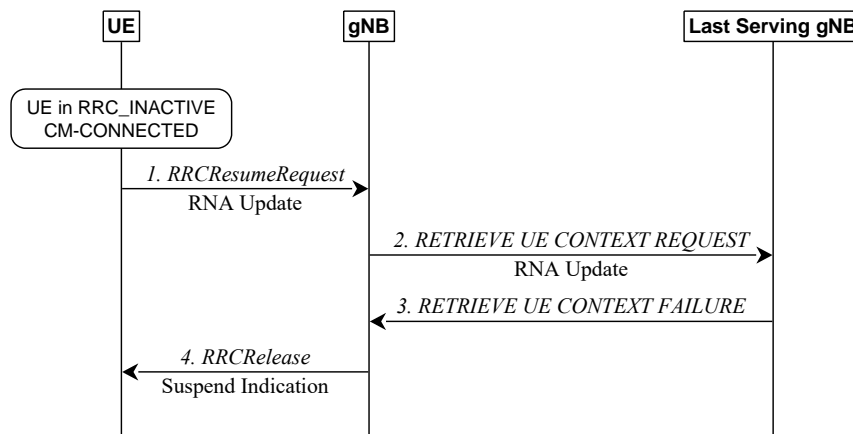 UE
gNB
Last Serving gNB
UE in RRC_INACTIVE
CM-CONNECTED
1. RRCResumeRequest
RNA Update
2. RETRIEVE UE CONTEXT REQUEST
RNA Update
3. RETRIEVE UE CONTEXT FAILURE
4. RRCRelease
Suspend Indication